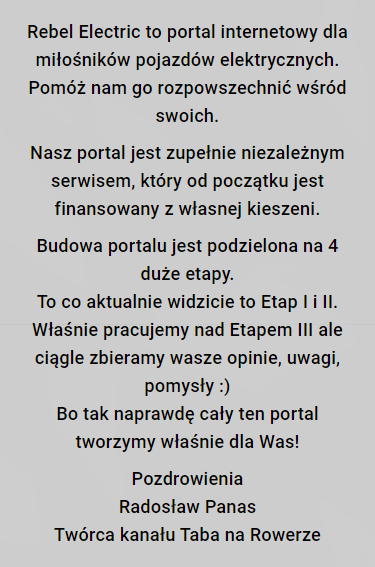 Rebel Electric to portal internetowy dla
miłośników pojazdów elektrycznych.
Pomóż nam go rozpowszechnić wśród
swoich.
Nasz portal jest zupełnie niezależnym
serwisem, który od początku jest
finansowany z własnej kieszeni.
Budowa portalu jest podzielona na 4
duże etapy.
To co aktualnie widzicie to Etap I i II.
Właśnie pracujemy nad Etapem III ale
ciągle zbieramy wasze opinie, uwagi,
pomysły :)
Bo tak naprawdę cały ten portal
tworzymy właśnie dla Was!
Pozdrowienia
Radosław Panas
Twórca kanału Taba na Rowerze